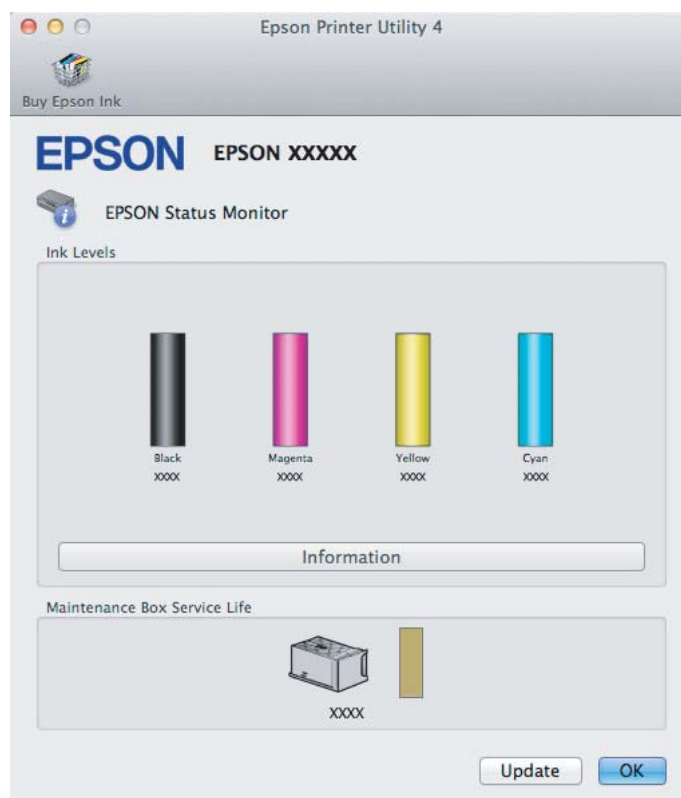 Epson Printer Utility 4
Buy Epson Ink
EPSON EPSON XXXXX
EPSON Status Monitor
Ink Levels
Black Magenta Yellow Cyan
XXXX XXXX XXXX XXXX
Information
Maintenance Box Service Life
XXXX
Update OK